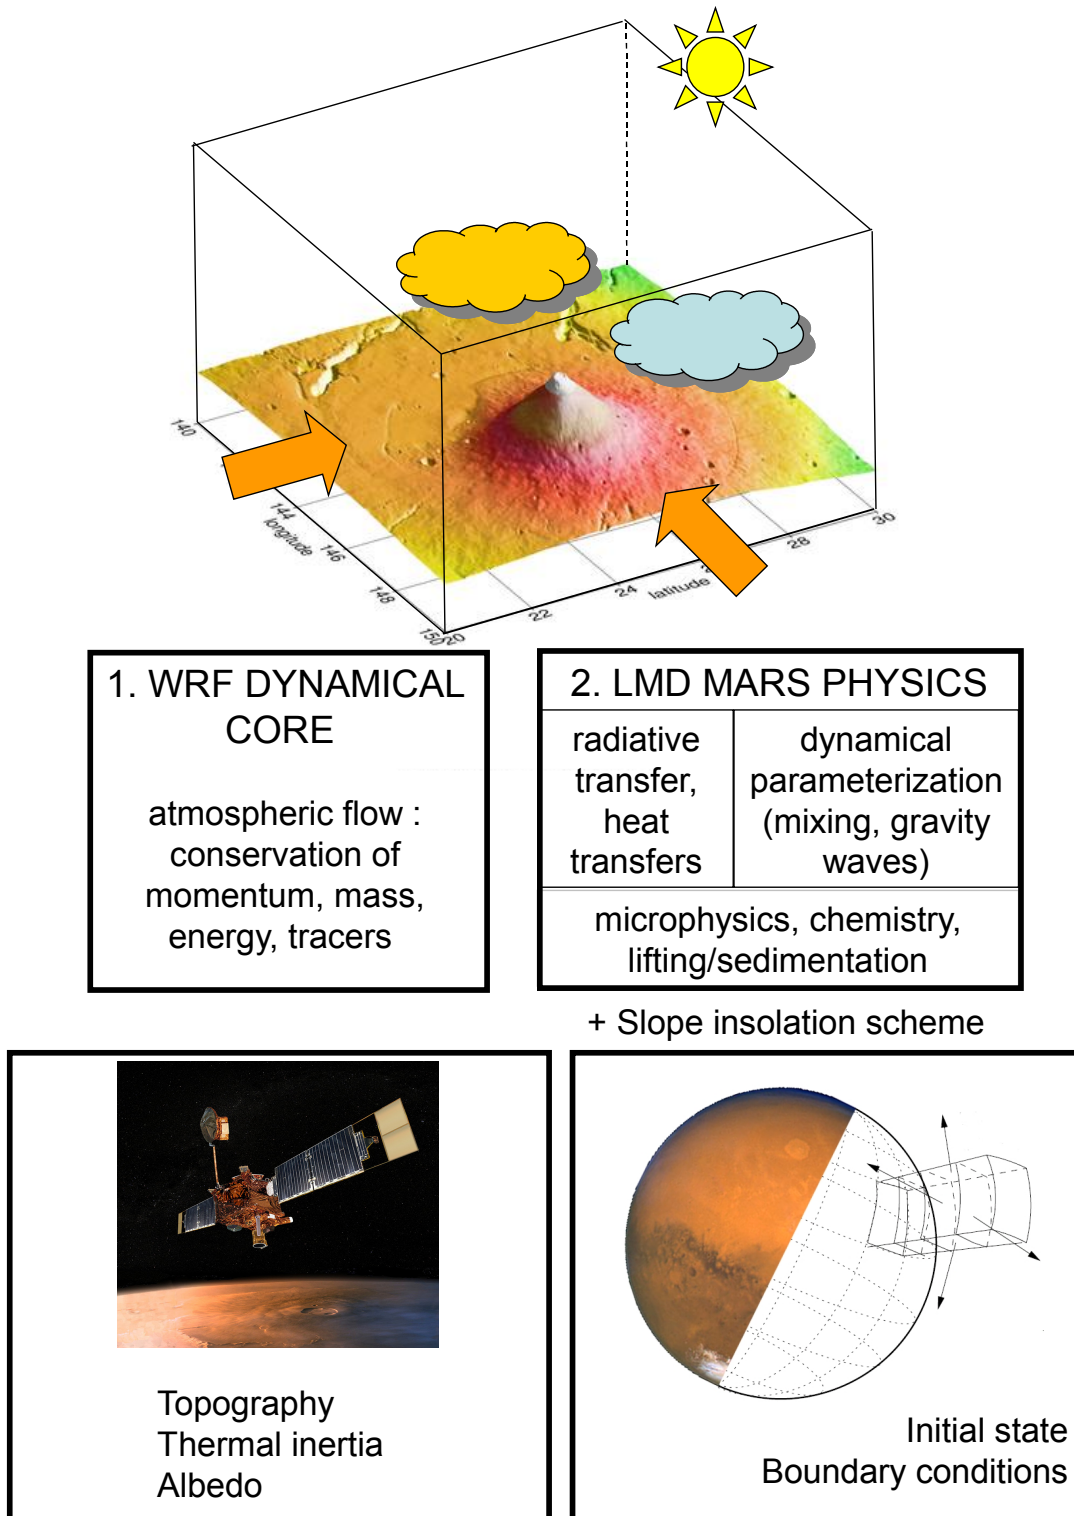 140
144
longitude
146
148
150
20
22
24
latitude
28
30
1. WRF DYNAMICAL
CORE
atmospheric flow :
conservation of
momentum, mass,
energy, tracers
2. LMD MARS PHYSICS
radiative
transfer,
heat
transfers
dynamical
parameterization
(mixing, gravity
waves)
microphysics, chemistry,
lifting/sedimentation
+ Slope insolation scheme
Topography
Thermal inertia
Albedo
Initial state
Boundary conditions